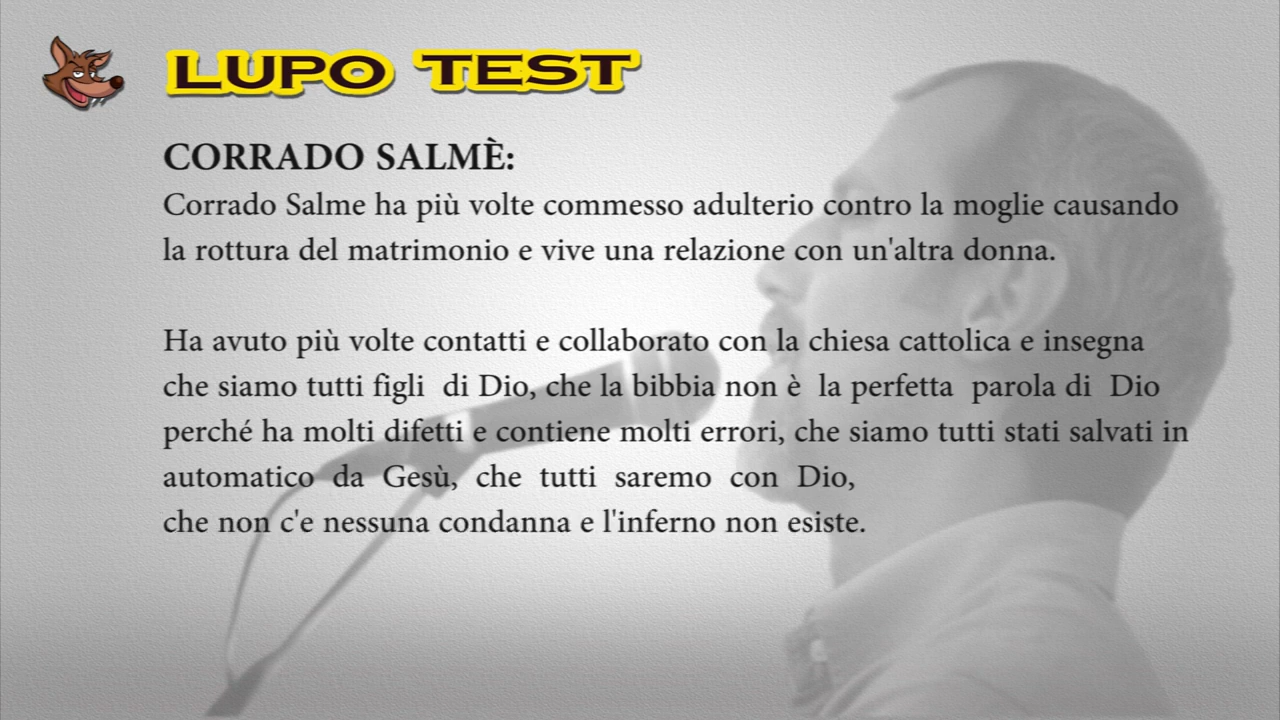 LUPO TEST
CORRADO SALMÈ:
Corrado Salme ha più volte commesso adulterio contro la moglie causando
la rottura del matrimonio e vive una relazione con un'altra donna.
Ha avuto più volte contatti e collaborato con la chiesa cattolica e insegna
che siamo tutti figli di Dio, che la bibbia non è la perfetta parola di Dio
perché ha molti difetti e contiene molti errori, che siamo tutti stati salvati in
automatico da Gesù, che tutti saremo con Dio,
che non c'e nessuna condanna e l'inferno non esiste.